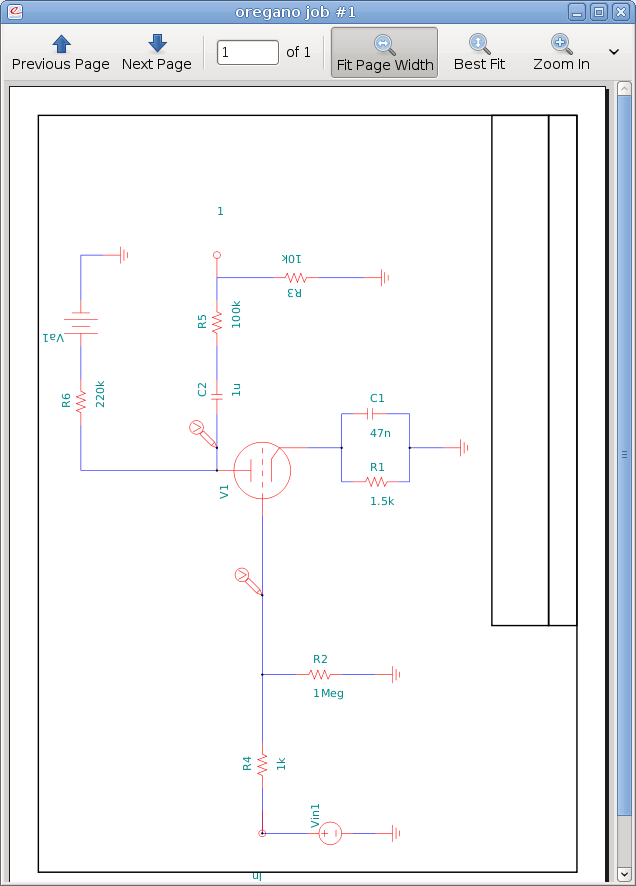 oregano job #1
Previous Page
Next Page
1
of 1
Fit Page Width
Best Fit
Zoom In
1
10k
R3
Va1
R5
100k
R6
220k
C2
1u
C1
47n
R1
1.5k
V1
V
V
R2
1Meg
R4
1k
Vin1
+ -
In